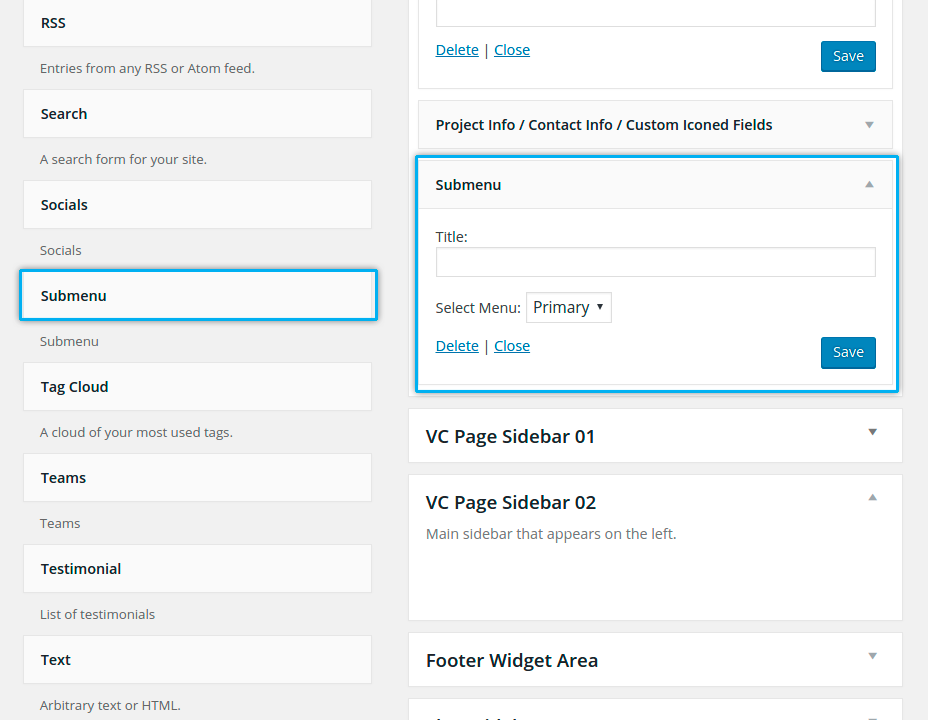 RSS
Entries from any RSS or Atom feed.
Search
A search form for your site.
Socials
Socials
Submenu
Submenu
Tag Cloud
A cloud of your most used tags.
Teams
Teams
Testimonial
List of testimonials
Text
Arbitrary text or HTML.
Delete | Close
Save
Project Info / Contact Info / Custom Iconed Fields
Submenu
Title:
Select Menu: Primary
Delete | Close
Save
VC Page Sidebar 01
VC Page Sidebar 02
Main sidebar that appears on the left.
Footer Widget Area